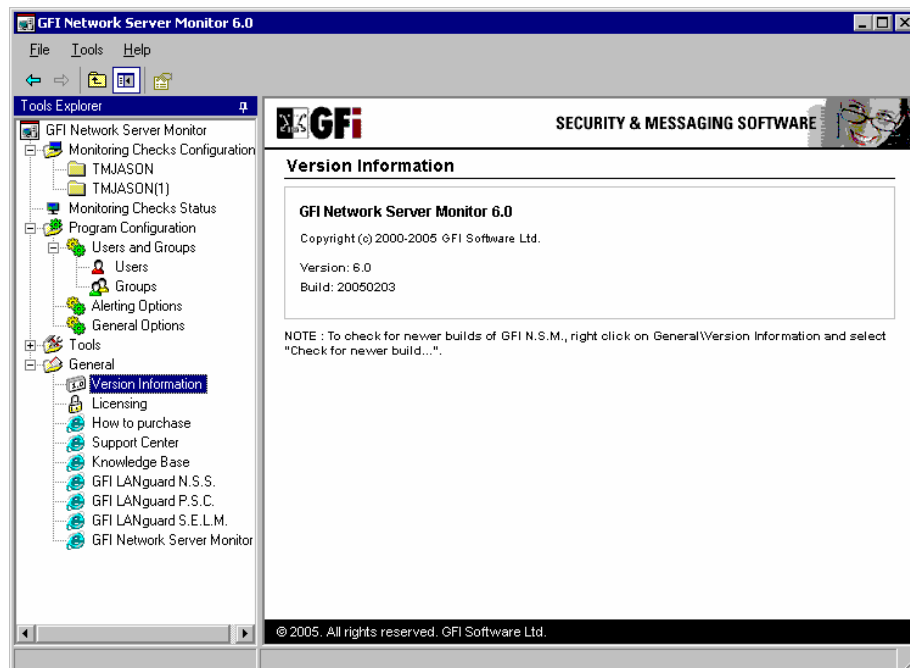 GFI Network Server Monitor 6.0
File Tools Help
Tools Explorer
GFI Network Server Monitor
Monitoring Checks Configuration
TMJASON
TMJASON(1)
Monitoring Checks Status
Program Configuration
Users and Groups
Users
Groups
Alerting Options
General Options
Tools
General
Version Information
Licensing
How to purchase
Support Center
Knowledge Base
GFI LANguard N.S.S.
GFI LANguard P.S.C.
GFI LANguard S.E.L.M.
GFI Network Server Monitor
GFi
SECURITY & MESSAGING SOFTWARE
Version Information
GFI Network Server Monitor 6.0
Copyright (c) 2000-2005 GFI Software Ltd.
Version: 6.0
Build: 20050203
NOTE : To check for newer builds of GFI N.S.M., right click on General\Version Information and select
"Check for newer build...".
© 2005. All rights reserved. GFI Software Ltd.